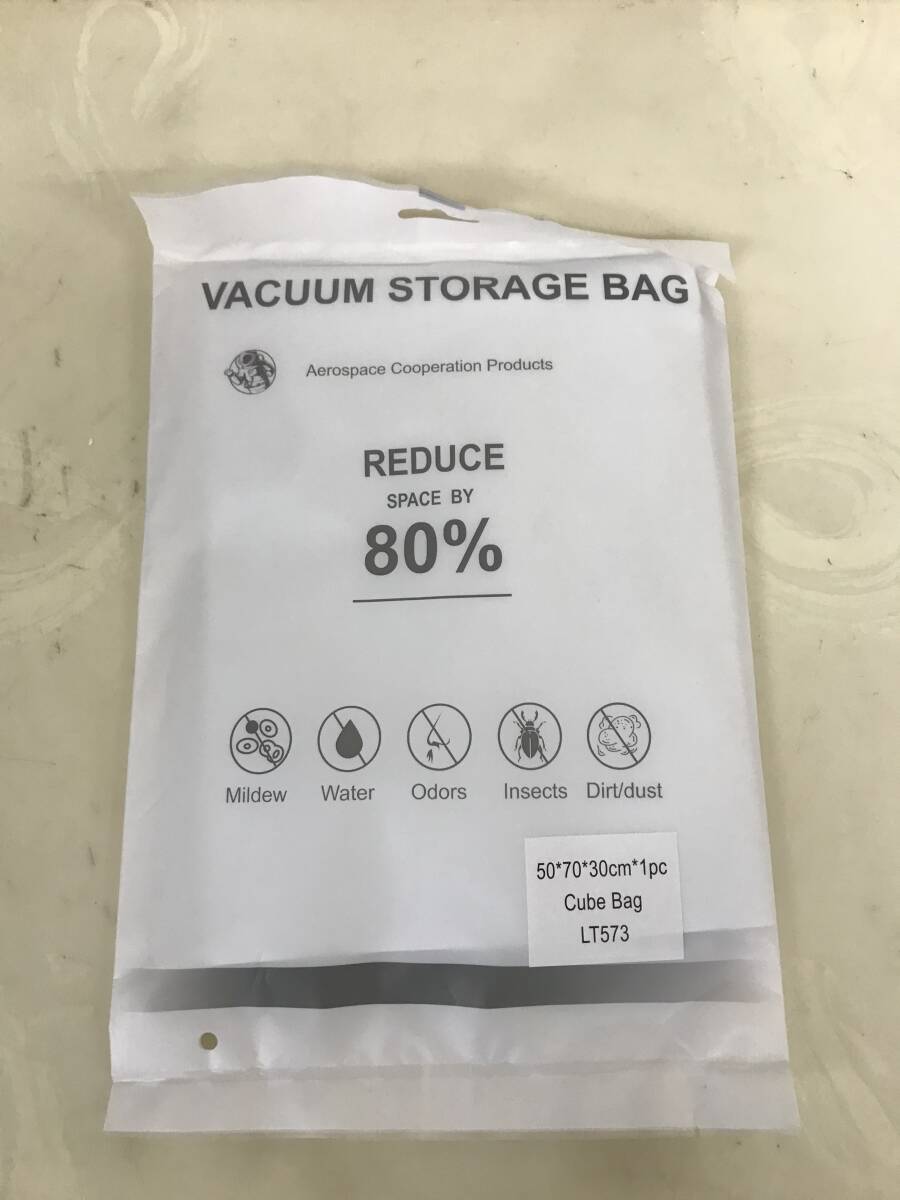 VACUUM STORAGE BAG
Aerospace Cooperation Products
REDUCE
SPACE BY
80%
Mildew Water Odors Insects Dirt/dust
50*70*30cm*1pc
Cube Bag
LT573